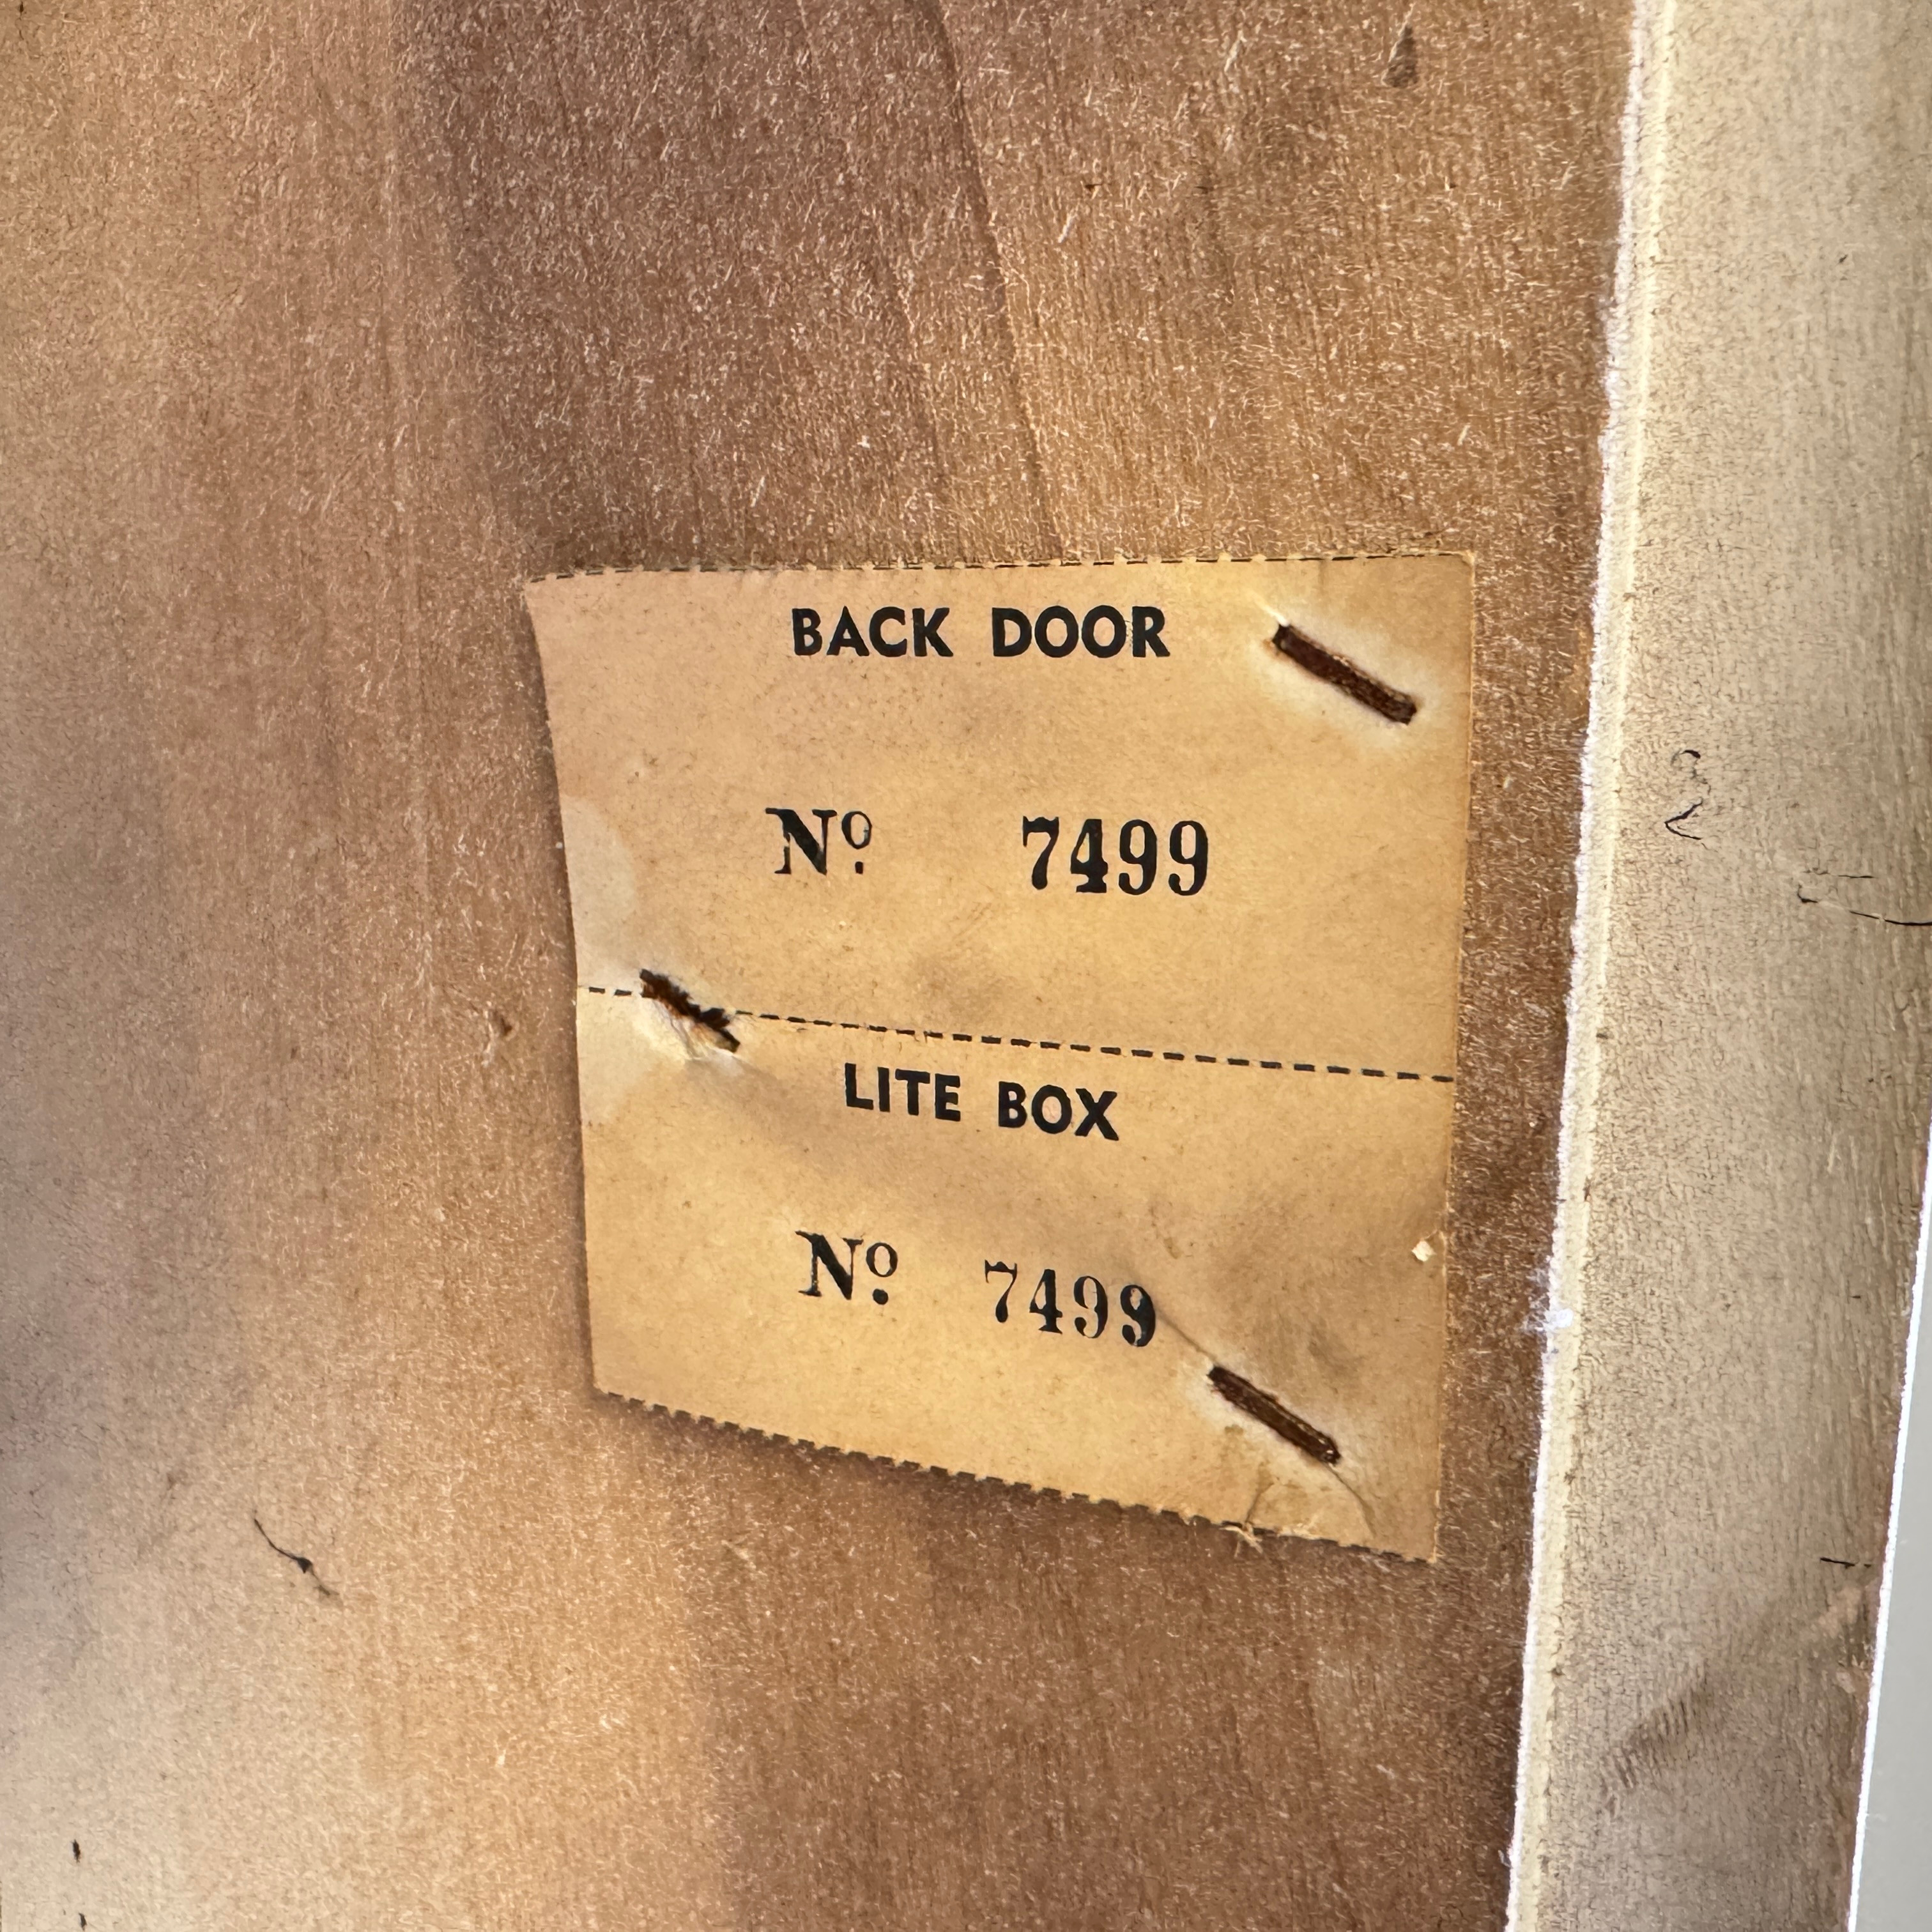 BACK DOOR
Nº 7499
LITE BOX
Nº 7499